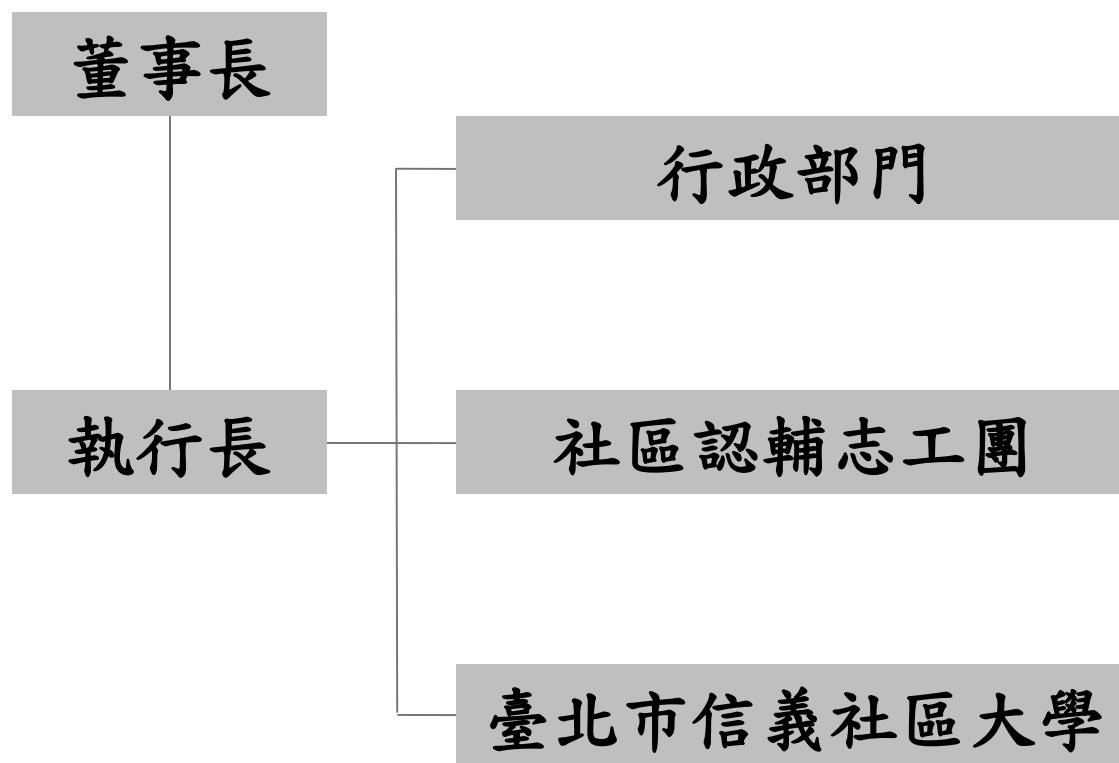 董事長
行政部門
執行長
社區認輔志工團
臺北市信義社區大學